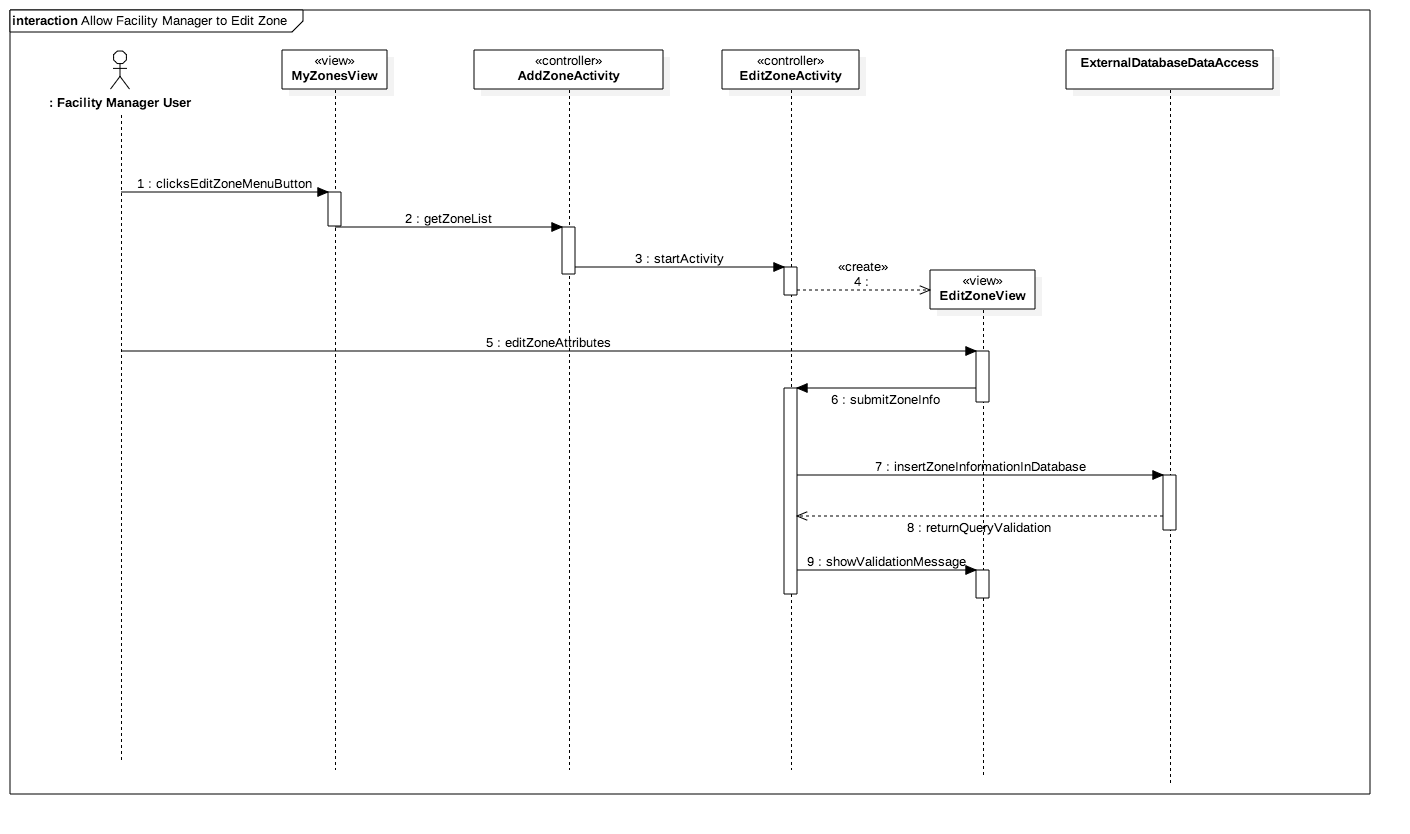 interaction Allow Facility Manager to Edit Zone
«view»
MyZonesView
«controller»
AddZoneActivity
«controller»
EditZoneActivity
ExternalDatabaseDataAccess
: Facility Manager User
1 : clicksEditZoneMenuButton
2 : getZoneList
3 : startActivity
«create»
4 :
«view»
EditZoneView
5 : editZoneAttributes
6 : submitZoneInfo
7 : insertZoneInformationInDatabase
8 : returnQueryValidation
9 : showValidationMessage